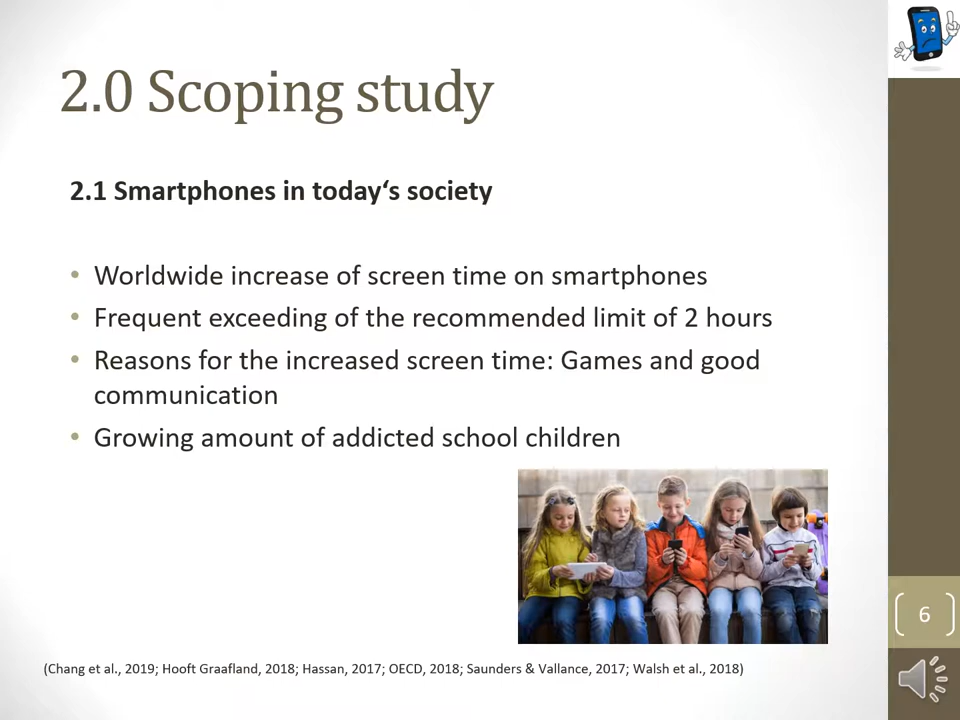 2.0 Scoping study
2.1 Smartphones in today‘s society
• Worldwide increase of screen time on smartphones
• Frequent exceeding of the recommended limit of 2 hours
• Reasons for the increased screen time: Games and good
communication
• Growing amount of addicted school children
6
(Chang et al., 2019; Hooft Graafland, 2018; Hassan, 2017; OECD, 2018; Saunders & Vallance, 2017; Walsh et al., 2018)